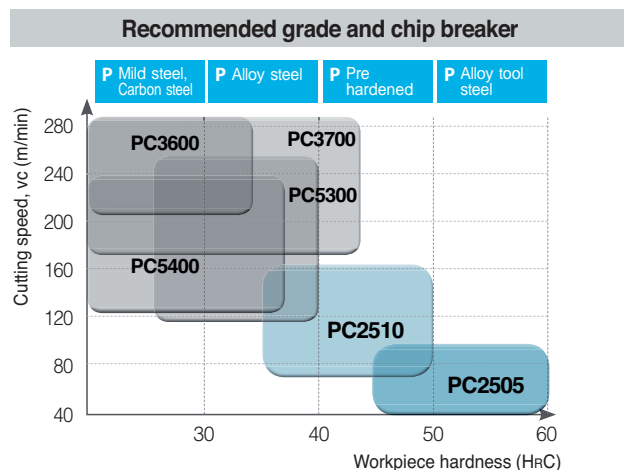 Recommended grade and chip breaker
P Mild steel,
Carbon steel
P Alloy steel
P Pre
hardened
P Alloy tool
steel
Cutting speed, vc (m/min)
280
240
200
160
120
80
40
PC3600
PC3700
PC5300
PC5400
PC2510
PC2505
30
40
50
60
Workpiece hardness (HRC)